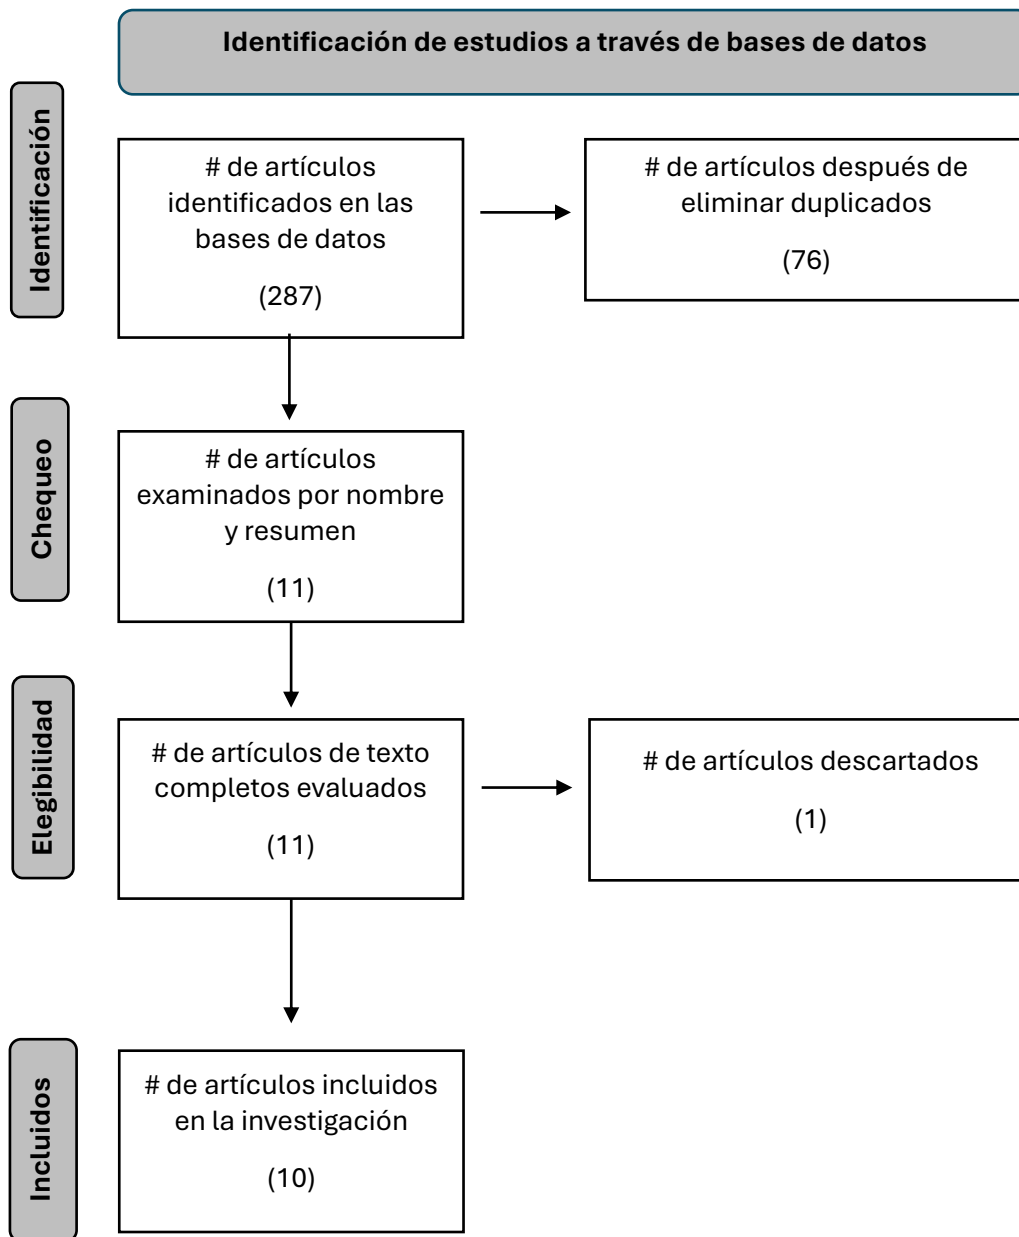 Identificación de estudios a través de bases de datos
Identificación
# de artículos
identificados en las
bases de datos
(287)
# de artículos después de
eliminar duplicados
(76)
Chequeo
# de artículos
examinados por nombre
y resumen
(11)
Elegibilidad
# de artículos de texto
completos evaluados
(11)
# de artículos descartados
(1)
Incluidos
# de artículos incluidos
en la investigación
(10)